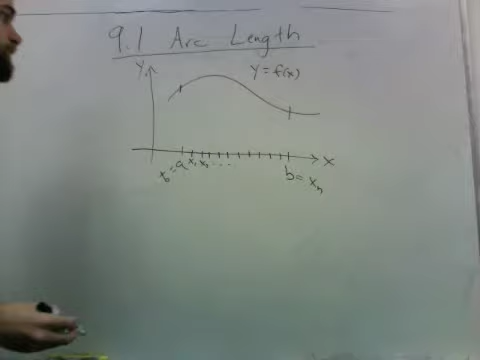 9.1 Arc Length
Y
Y = f(x)
x
x₀ = a x₁ x₂ ... b = xₙ